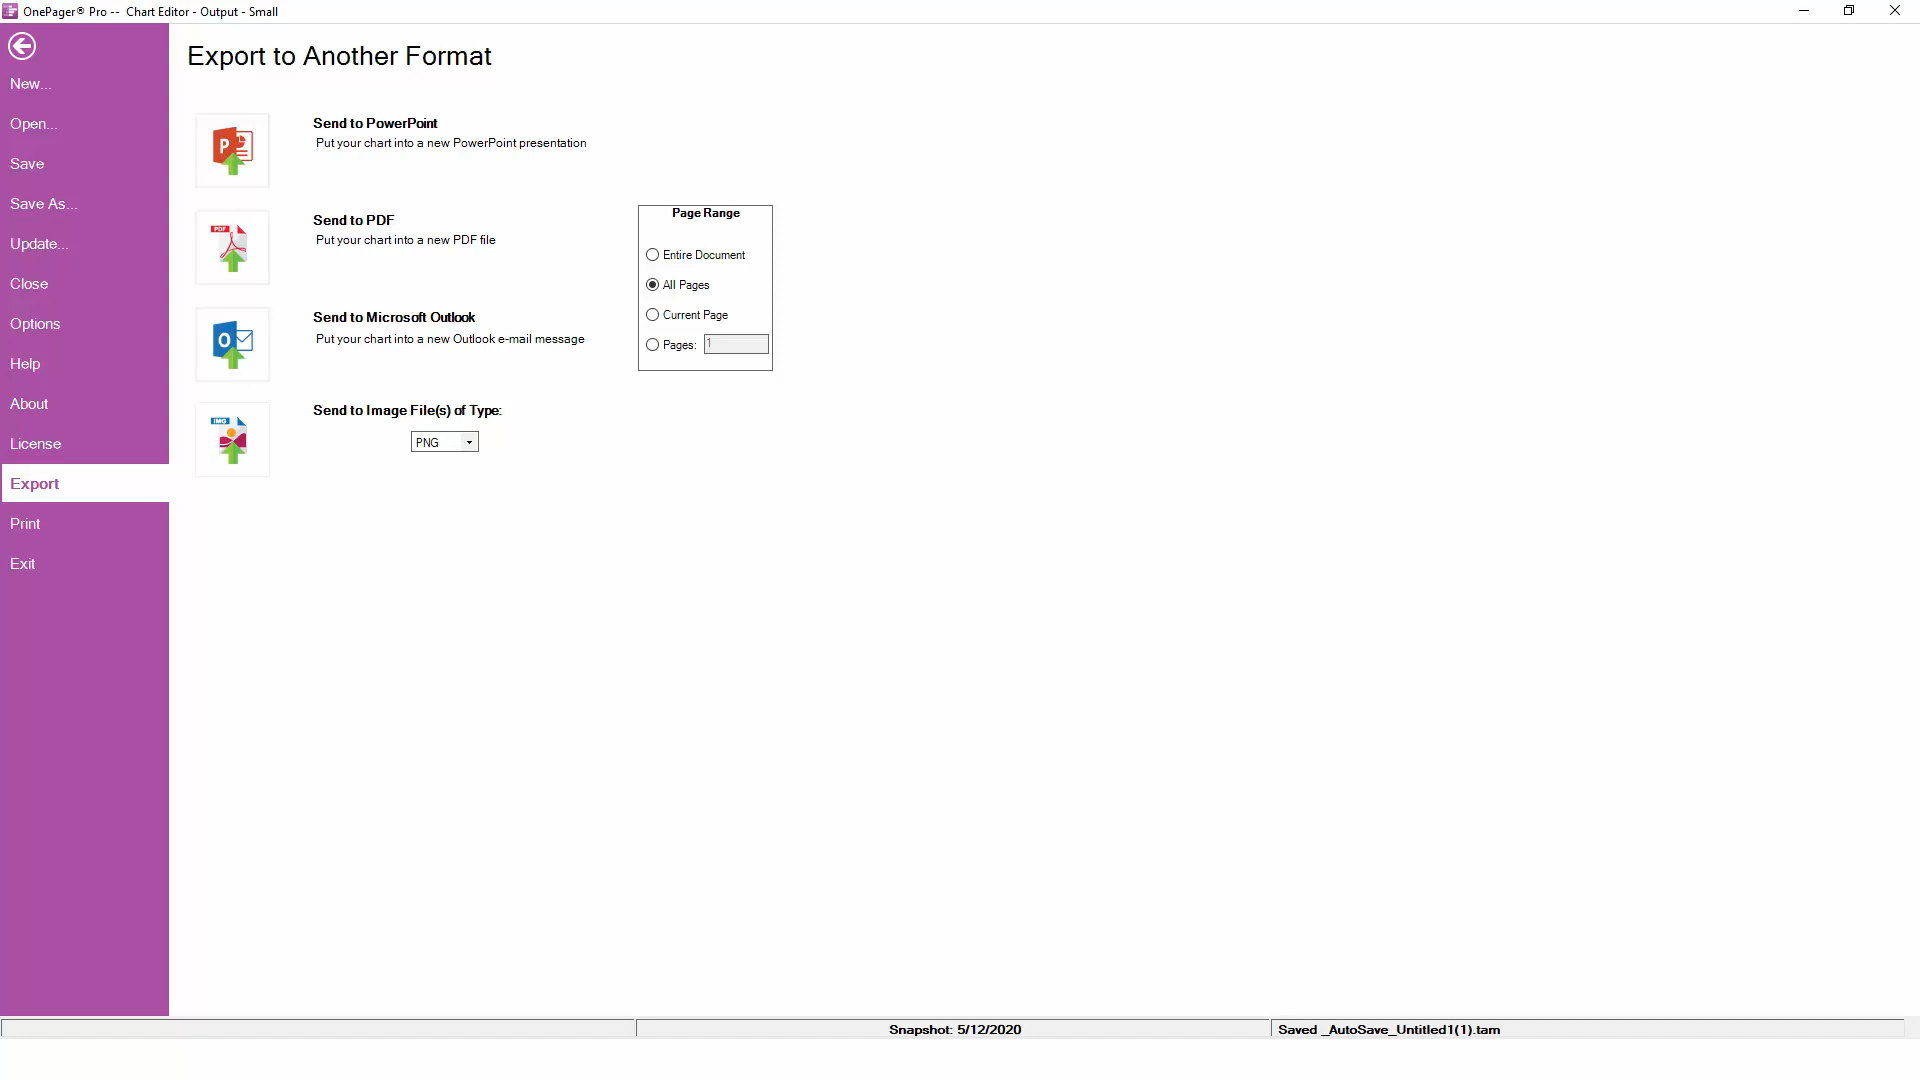 OnePager® Pro -- Chart Editor - Output - Small
New...
Open...
Save
Save As...
Update...
Close
Options
Help
About
License
Export
Print
Exit
Export to Another Format
P
Send to PowerPoint
Put your chart into a new PowerPoint presentation
PDF
Send to PDF
Put your chart into a new PDF file
O
Send to Microsoft Outlook
Put your chart into a new Outlook e-mail message
IMG
Send to Image File(s) of Type:
PNG
Page Range
Entire Document
All Pages
Current Page
Pages: 1
Snapshot: 5/12/2020
Saved _AutoSave_Untitled1(1).tam